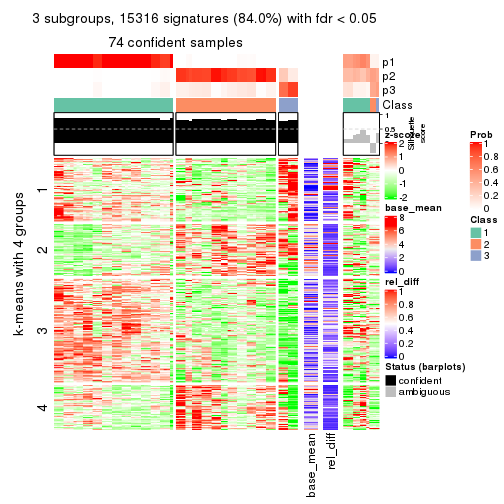 3 subgroups, 15316 signatures (84.0%) with fdr < 0.05
74 confident samples
p1
p2
p3
Class
1
0.5
0
Silhouette
score
k-means with 4 groups
1
2
3
4
base_mean
rel_diff
z-score
2
1
0
-1
-2
base_mean
8
6
4
2
0
rel_diff
1
0.8
0.6
0.4
0.2
0
Status (barplots)
confident
ambiguous
Prob
1
0.8
0.6
0.4
0.2
0
Class
1
2
3